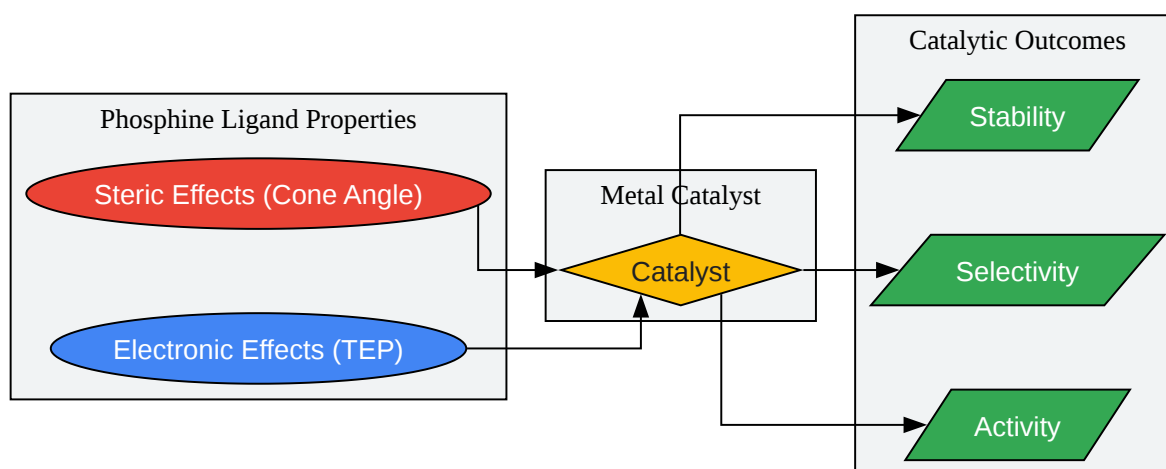 Phosphine Ligand Properties
Steric Effects (Cone Angle)
Electronic Effects (TEP)
Metal Catalyst
Catalyst
Catalytic Outcomes
Stability
Selectivity
Activity